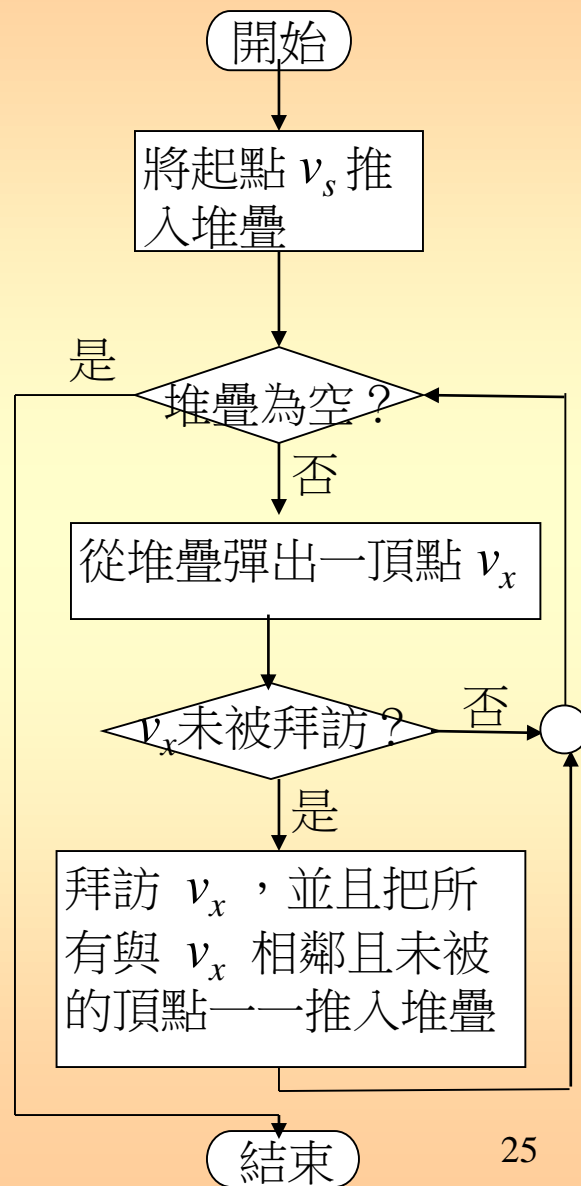 開始
將起點 vs 推
入堆疊
是
堆疊為空？
否
從堆疊彈出一頂點 vx
vx未被拜訪？
否
是
拜訪 vx ，並且把所
有與 vx 相鄰且未被
的頂點一一推入堆疊
結束
25